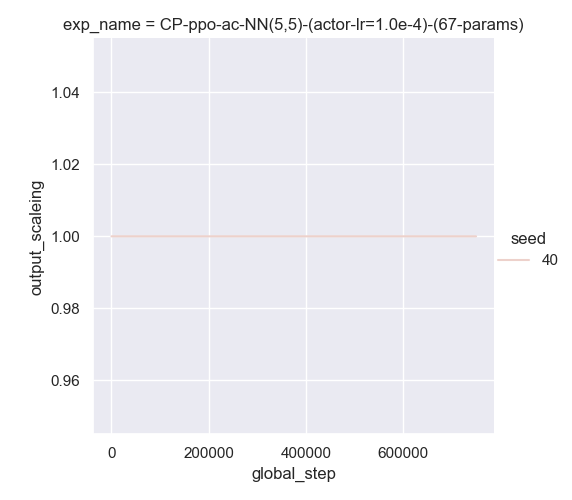 exp_name = CP-ppo-ac-NN(5,5)-(actor-lr=1.0e-4)-(67-params)
1.04
1.02
1.00
0.98
0.96
output_scaleing
seed
40
0
200000
400000
600000
global_step